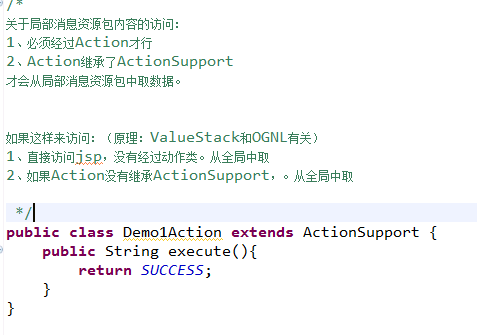 /*
关于局部消息资源包内容的访问:
1、必须经过Action才行
2、Action继承了ActionSupport
才会从局部消息资源包中取数据。
如果这样来访问:（原理：ValueStack和OGNL有关）
1、直接访问jsp，没有经过动作类。从全局中取
2、如果Action没有继承ActionSupport，。从全局中取
*/
public class Demo1Action extends ActionSupport {
public String execute(){
return SUCCESS;
}
}